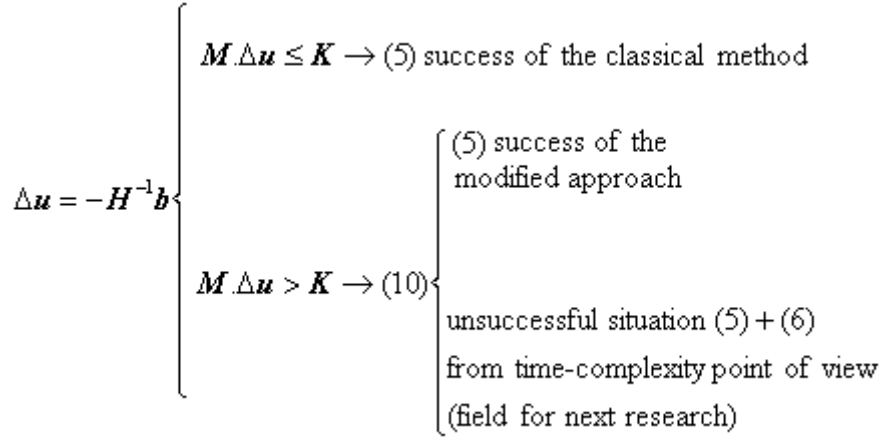 M.Δu ≤ K → (5) success of the classical method
(5) success of the
modified approach
Δu = −H⁻¹b
M.Δu > K → (10)
unsuccessful situation (5) + (6)
from time-complexity point of view
(field for next research)